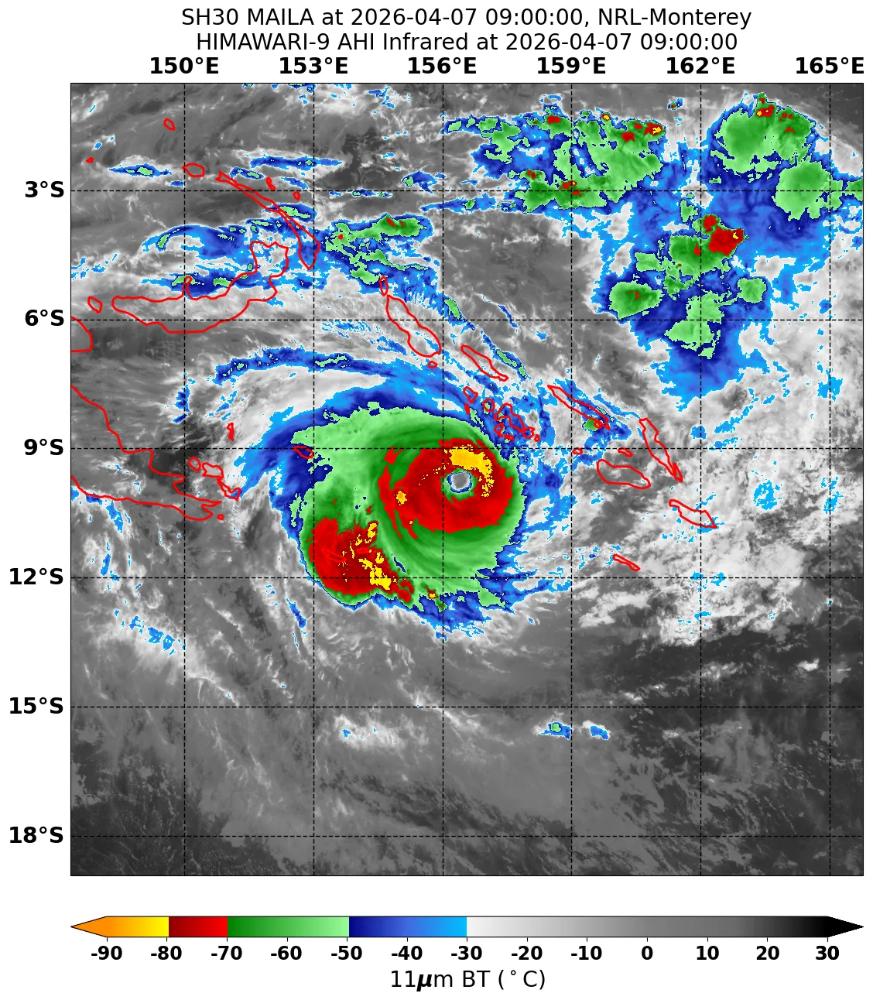 SH30 MAILA at 2026-04-07 09:00:00, NRL-Monterey
HIMAWARI-9 AHI Infrared at 2026-04-07 09:00:00
150°E 153°E 156°E 159°E 162°E 165°E
3°S
6°S
9°S
12°S
15°S
18°S
-90 -80 -70 -60 -50 -40 -30 -20 -10 0 10 20 30
11μm BT (°C)